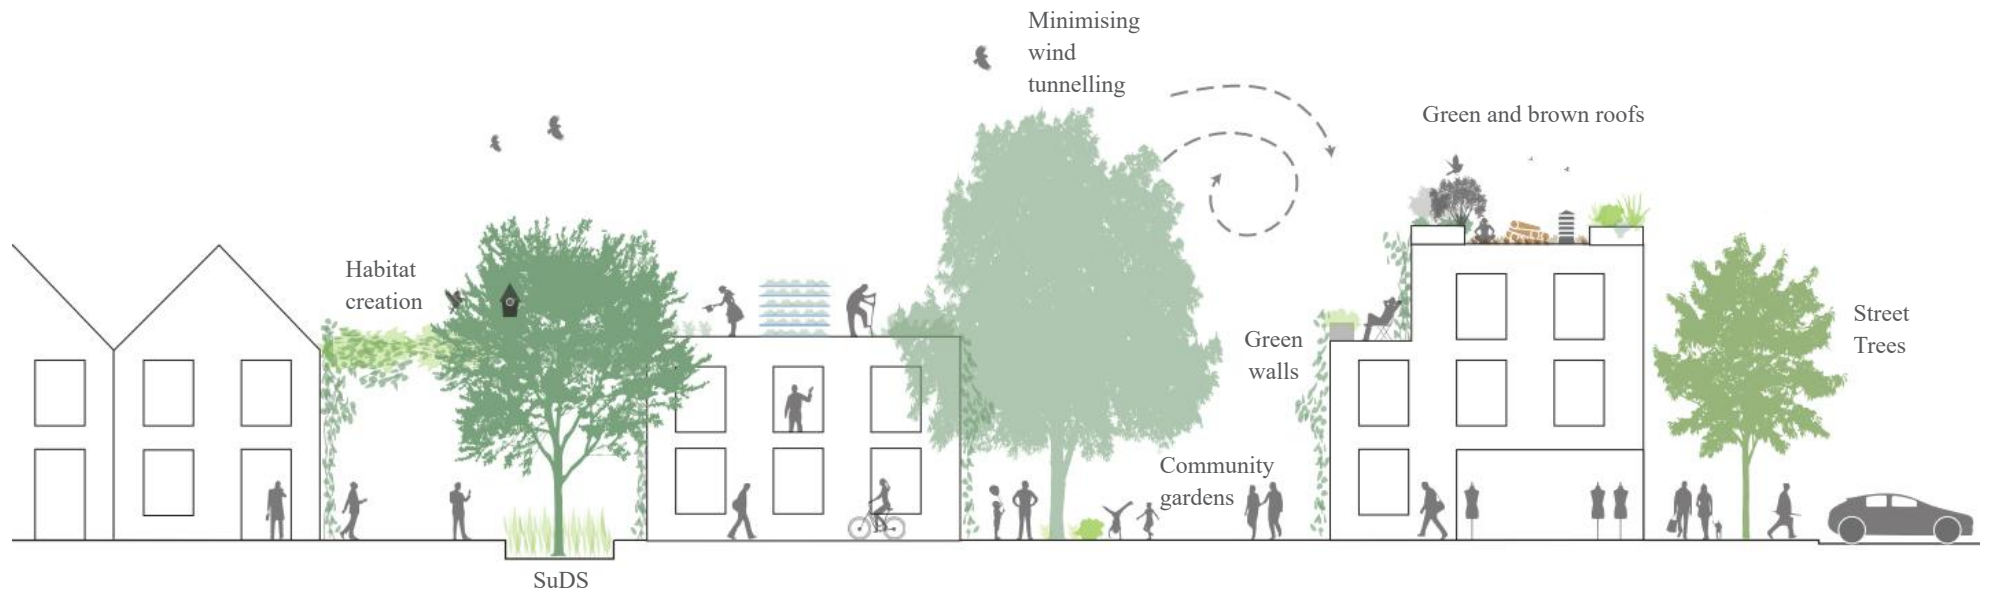 Minimising
wind
tunnelling
Green and brown roofs
Habitat
creation
Street
Trees
Green
walls
Community
gardens
SuDS